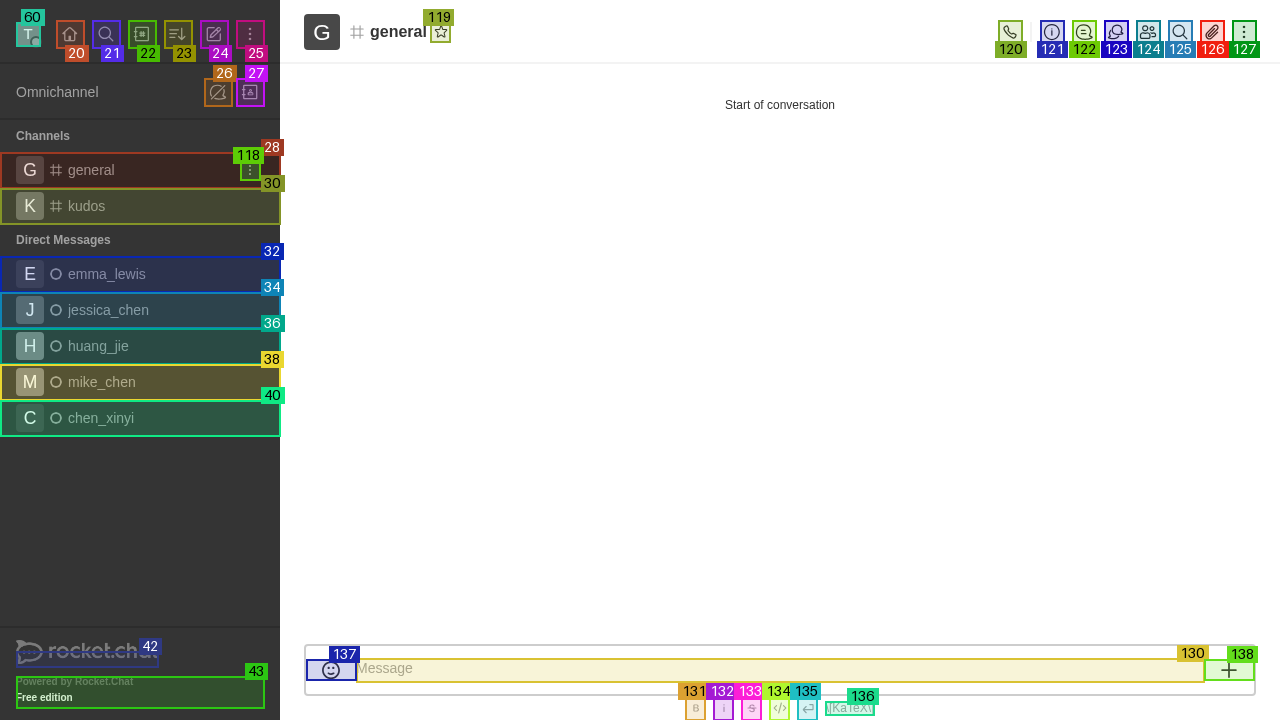 60
T
20
21
22
23
24
25
G
general
119
120
121
122
123
124
125
126
127
Omnichannel
26
27
Start of conversation
Channels
28
G
general
118
30
K
kudos
Direct Messages
32
E
emma_lewis
34
J
jessica_chen
36
H
huang_jie
38
M
mike_chen
40
C
chen_xinyi
42
rocket.chat
43
Powered by Rocket.Chat
Free edition
137
Message
130
138
131
132
133
134
135
136
B
i
S
</>
\(KaTeX\)